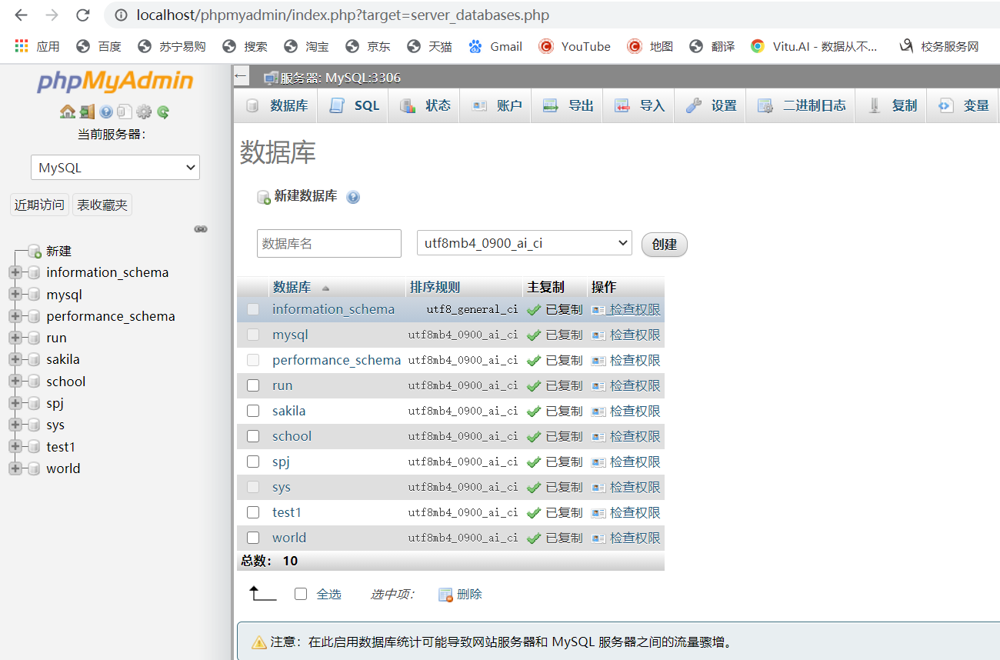 localhost/phpmyadmin/index.php?target=server_databases.php
应用 百度 苏宁易购 搜索 淘宝 京东 天猫 Gmail YouTube 地图 翻译 Vitu.AI - 数据从不... 校务服务网
phpMyAdmin
当前服务器：
MySQL
近期访问 表收藏夹
新建
information_schema
mysql
performance_schema
run
sakila
school
spj
sys
test1
world
服务器: MySQL:3306
数据库 SQL 状态 账户 导出 导入 设置 二进制日志 复制 变量
数据库
新建数据库
数据库名 utf8mb4_0900_ai_ci 创建
数据库 排序规则 主复制 操作
information_schema utf8_general_ci 已复制 检查权限
mysql utf8mb4_0900_ai_ci 已复制 检查权限
performance_schema utf8mb4_0900_ai_ci 已复制 检查权限
run utf8mb4_0900_ai_ci 已复制 检查权限
sakila utf8mb4_0900_ai_ci 已复制 检查权限
school utf8mb4_0900_ai_ci 已复制 检查权限
spj utf8mb4_0900_ai_ci 已复制 检查权限
sys utf8mb4_0900_ai_ci 已复制 检查权限
test1 utf8mb4_0900_ai_ci 已复制 检查权限
world utf8mb4_0900_ai_ci 已复制 检查权限
总数： 10
全选 选中项： 删除
注意：在此启用数据库统计可能导致网站服务器和 MySQL 服务器之间的流量骤增。